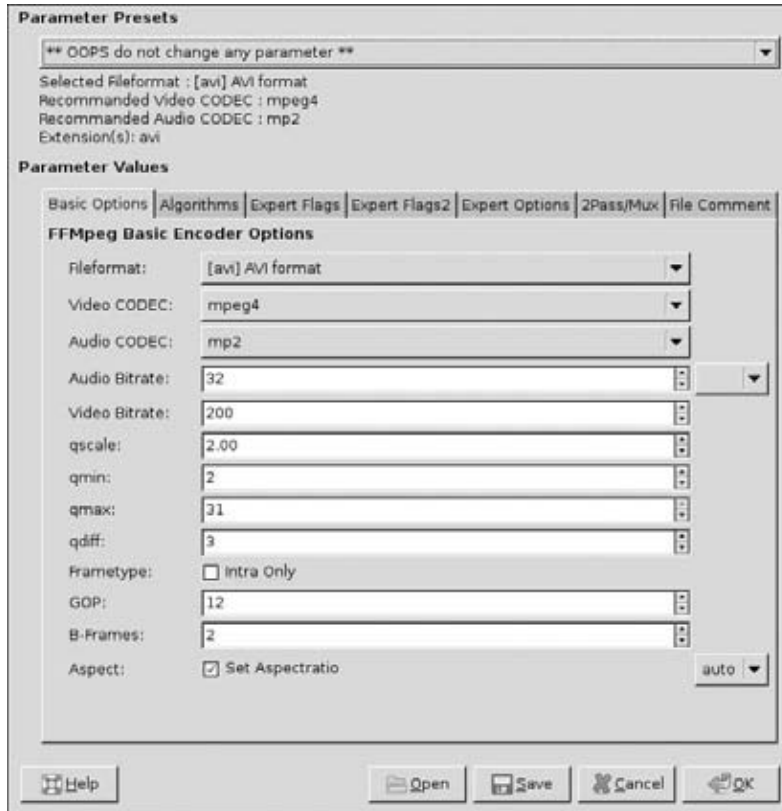 Parameter Presets
** OOPS do not change any parameter **
Selected Fileformat : [avi] AVI format
Recommanded Video CODEC : mpeg4
Recommanded Audio CODEC : mp2
Extension(s): avi
Parameter Values
Basic Options Algorithms Expert Flags Expert Flags2 Expert Options 2Pass/Mux File Comment
FFMpeg Basic Encoder Options
Fileformat: [avi] AVI format
Video CODEC: mpeg4
Audio CODEC: mp2
Audio Bitrate: 32
Video Bitrate: 200
qscale: 2.00
qmin: 2
qmax: 31
qdiff: 3
Frametype: Intra Only
GOP: 12
B-Frames: 2
Aspect: Set Aspectratio auto
Help Open Save Cancel OK